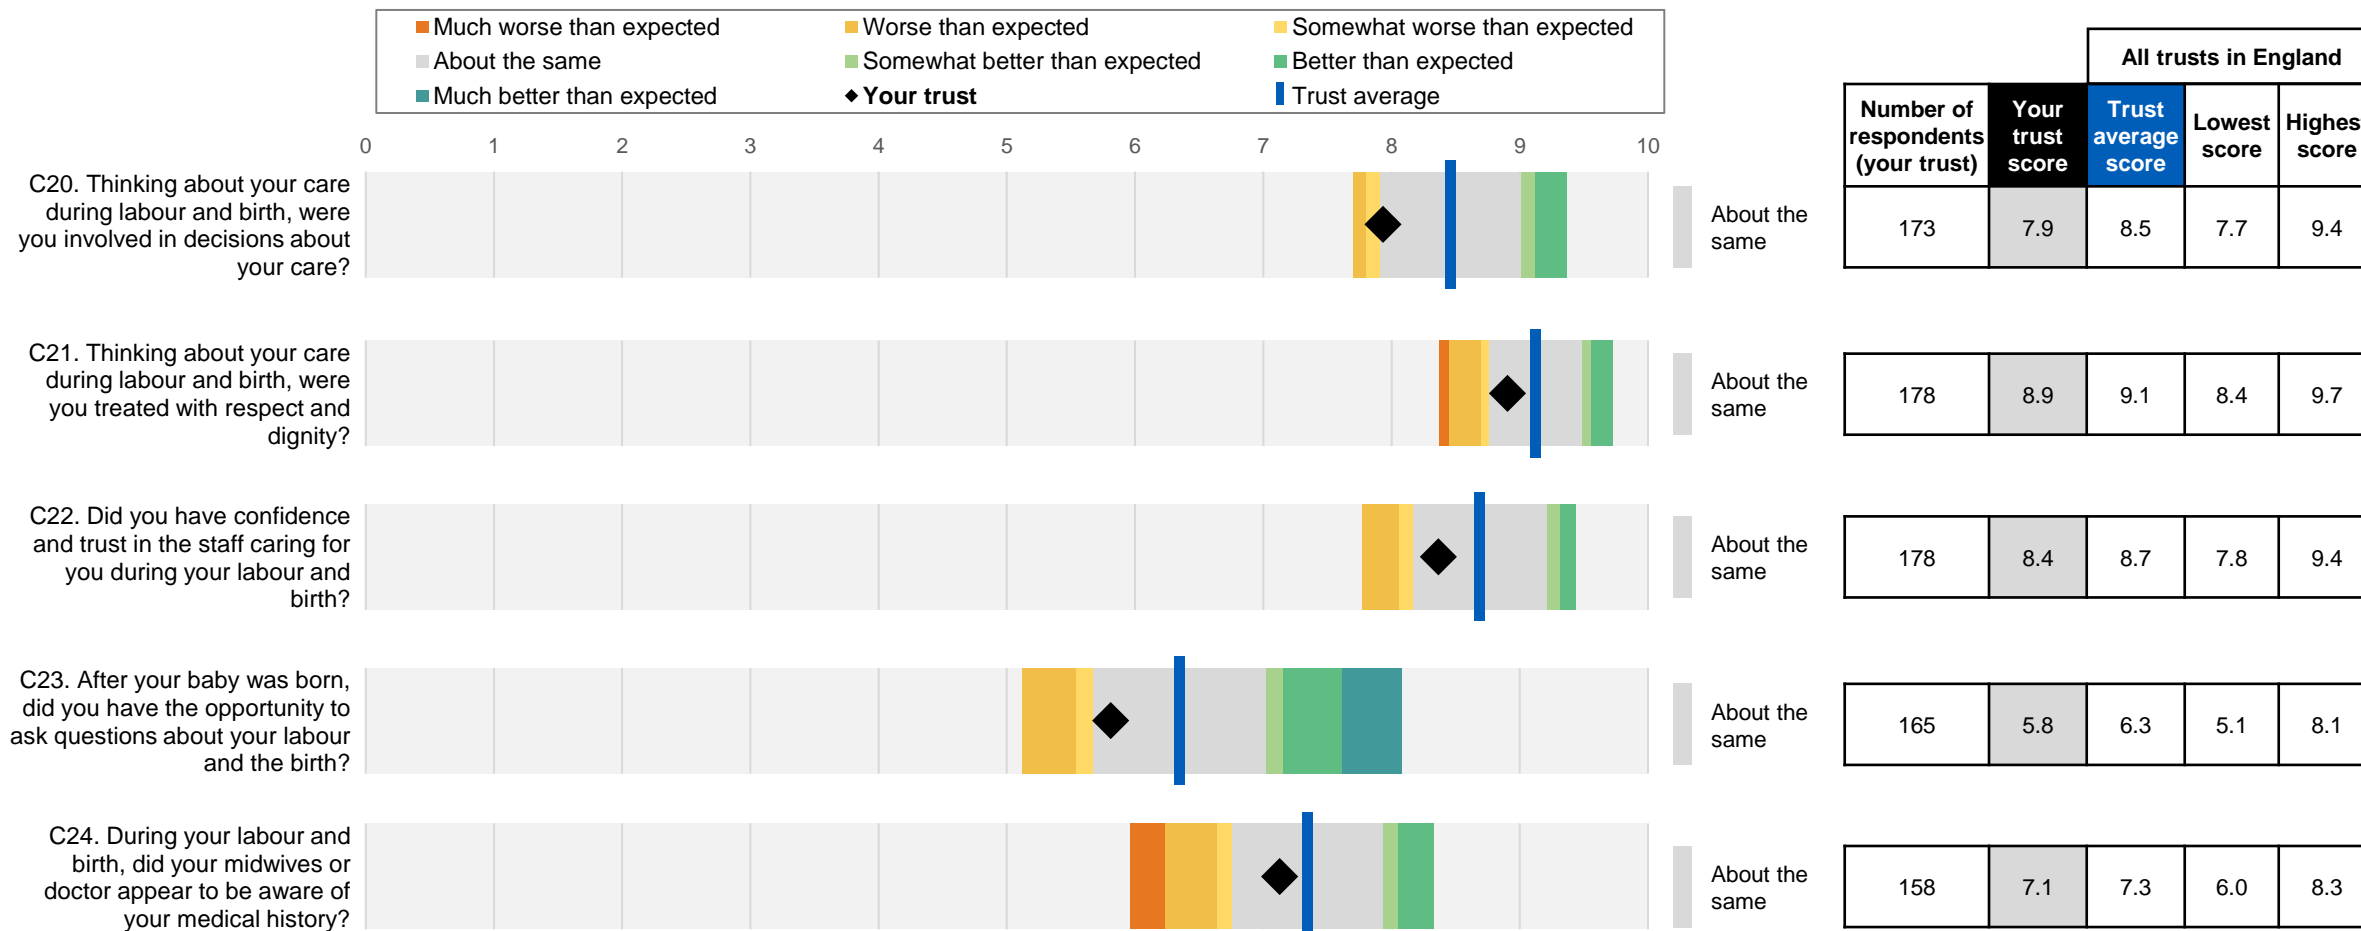 Much worse than expected
Worse than expected
Somewhat worse than expected
About the same
Somewhat better than expected
Better than expected
Much better than expected
Your trust
Trust average
All trusts in England
Number of
respondents
(your trust)
Your
trust
score
Trust
average
score
Lowest
score
Highest
score
0 1 2 3 4 5 6 7 8 9 10
C20. Thinking about your care
during labour and birth, were
you involved in decisions about
your care?
About the
same
173 7.9 8.5 7.7 9.4
C21. Thinking about your care
during labour and birth, were
you treated with respect and
dignity?
About the
same
178 8.9 9.1 8.4 9.7
C22. Did you have confidence
and trust in the staff caring for
you during your labour and
birth?
About the
same
178 8.4 8.7 7.8 9.4
C23. After your baby was born,
did you have the opportunity to
ask questions about your labour
and the birth?
About the
same
165 5.8 6.3 5.1 8.1
C24. During your labour and
birth, did your midwives or
doctor appear to be aware of
your medical history?
About the
same
158 7.1 7.3 6.0 8.3